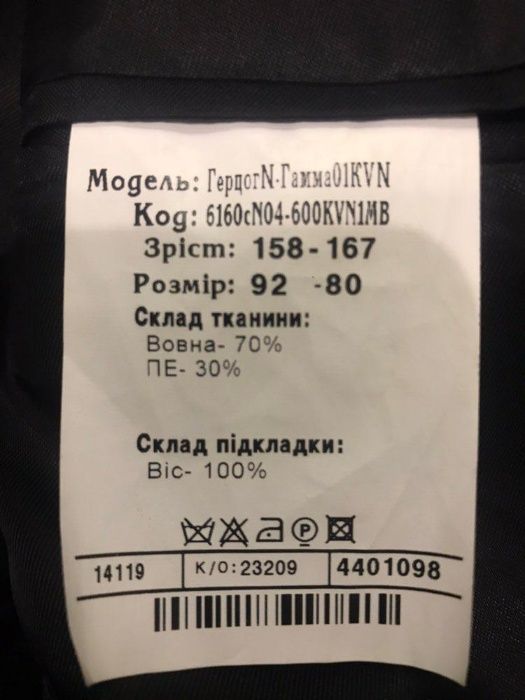 Модель: ГерцогN-Гамма01KVN
Код: 6160cN04-600KVN1MB
Зріст: 158-167
Розмір: 92 -80
Склад тканини:
Вовна- 70%
ПЕ- 30%
Склад підкладки:
Віс- 100%
P
14119 К/О:23209 4401098